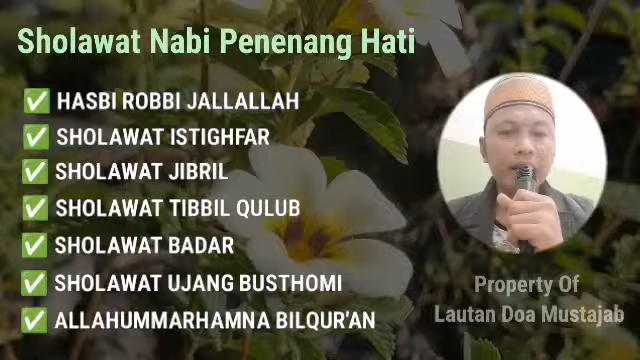 Sholawat Nabi Penenang Hati
✅ HASBI ROBBI JALLALLAH
✅ SHOLAWAT ISTIGHFAR
✅ SHOLAWAT JIBRIL
✅ SHOLAWAT TIBBIL QULUB
✅ SHOLAWAT BADAR
✅ SHOLAWAT UJANG BUSTHOMI
✅ ALLAHUMMARHAMNA BILQUR'AN
Property Of
Lautan Doa Mustajab